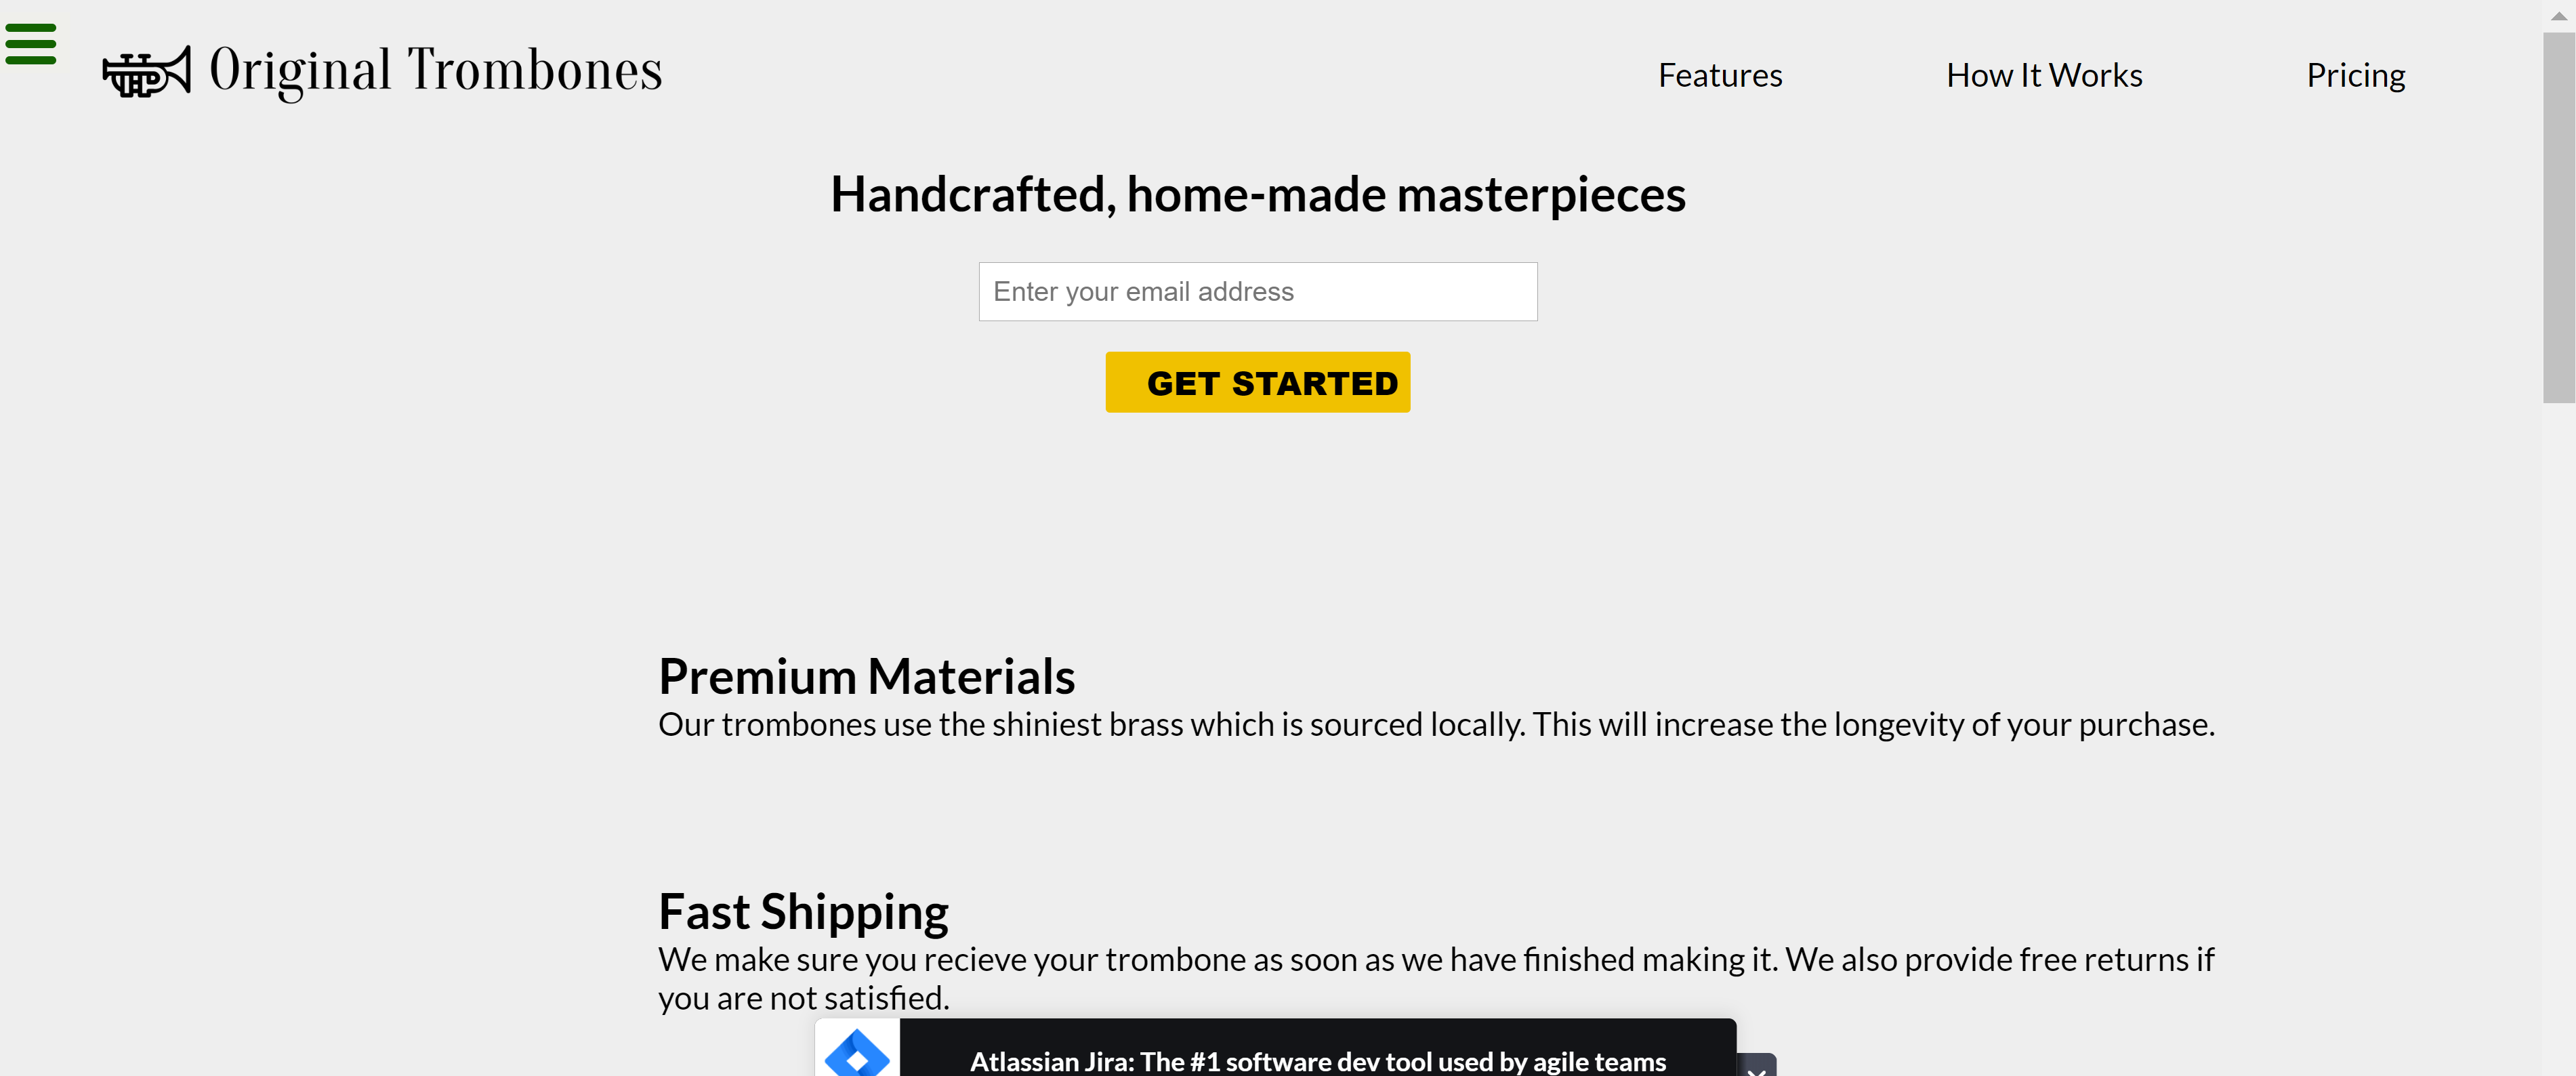 Original Trombones
Features
How It Works
Pricing
Handcrafted, home-made masterpieces
Enter your email address
GET STARTED
Premium Materials
Our trombones use the shiniest brass which is sourced locally. This will increase the longevity of your purchase.
Fast Shipping
We make sure you recieve your trombone as soon as we have finished making it. We also provide free returns if
you are not satisfied.
Atlassian Jira: The #1 software dev tool used by agile teams